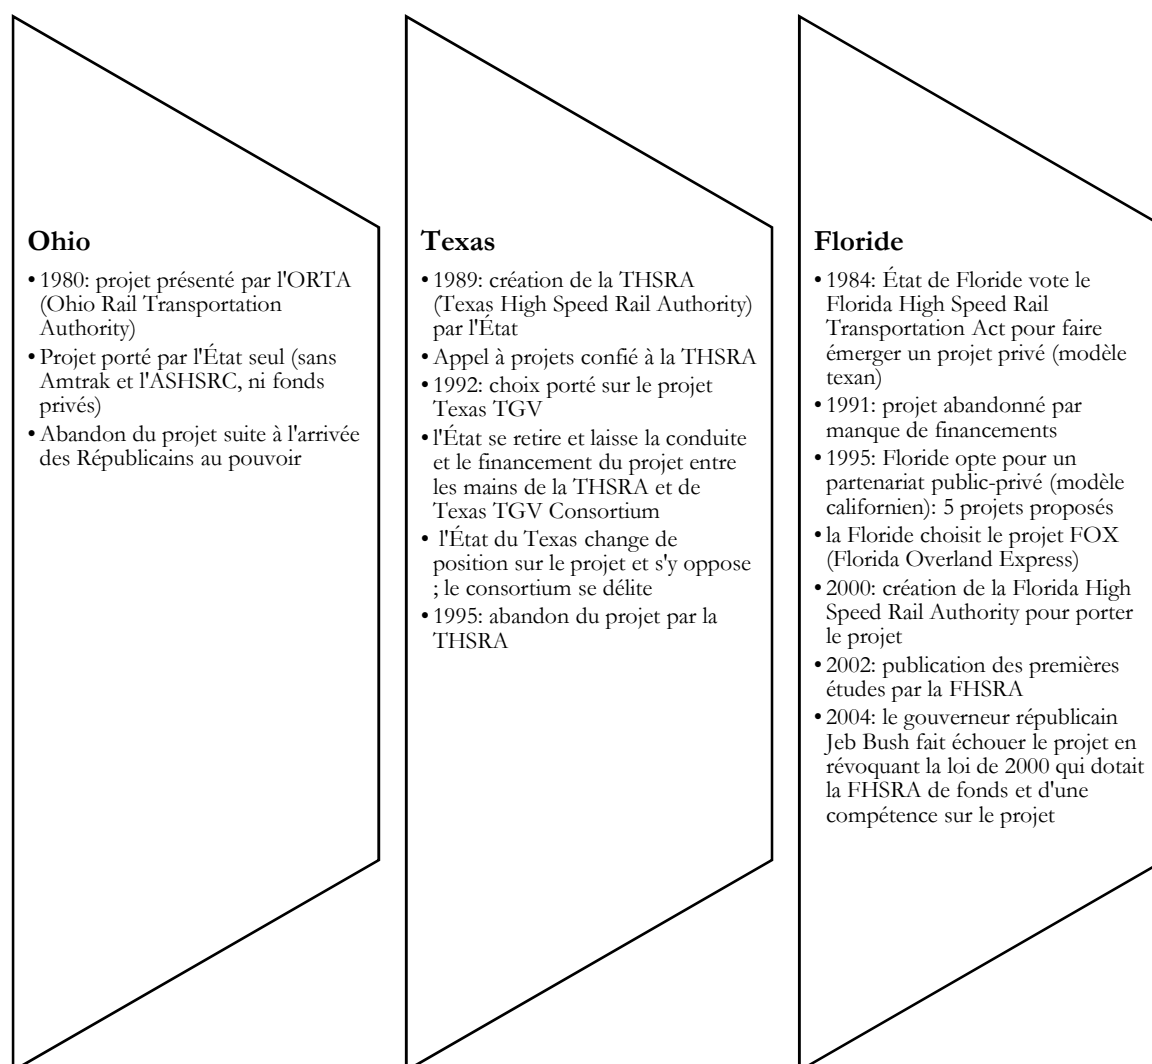 Ohio
• 1980: projet présenté par l'ORTA
(Ohio Rail Transportation
Authority)
• Projet porté par l'État seul (sans
Amtrak et l'ASHSRC, ni fonds
privés)
• Abandon du projet suite à l'arrivée
des Républicains au pouvoir
Texas
• 1989: création de la THSRA
(Texas High Speed Rail Authority)
par l'État
• Appel à projets confié à la THSRA
• 1992: choix porté sur le projet
Texas TGV
• l'État se retire et laisse la conduite
et le financement du projet entre
les mains de la THSRA et de
Texas TGV Consortium
• l'État du Texas change de
position sur le projet et s'y oppose
; le consortium se délite
• 1995: abandon du projet par la
THSRA
Floride
• 1984: État de Floride vote le
Florida High Speed Rail
Transportation Act pour faire
émerger un projet privé (modèle
texan)
• 1991: projet abandonné par
manque de financements
• 1995: Floride opte pour un
partenariat public-privé (modèle
californien): 5 projets proposés
• la Floride choisit le projet FOX
(Florida Overland Express)
• 2000: création de la Florida High
Speed Rail Authority pour porter
le projet
• 2002: publication des premières
études par la FHSRA
• 2004: le gouverneur républicain
Jeb Bush fait échouer le projet en
révoquant la loi de 2000 qui dotait
la FHSRA de fonds et d'une
compétence sur le projet